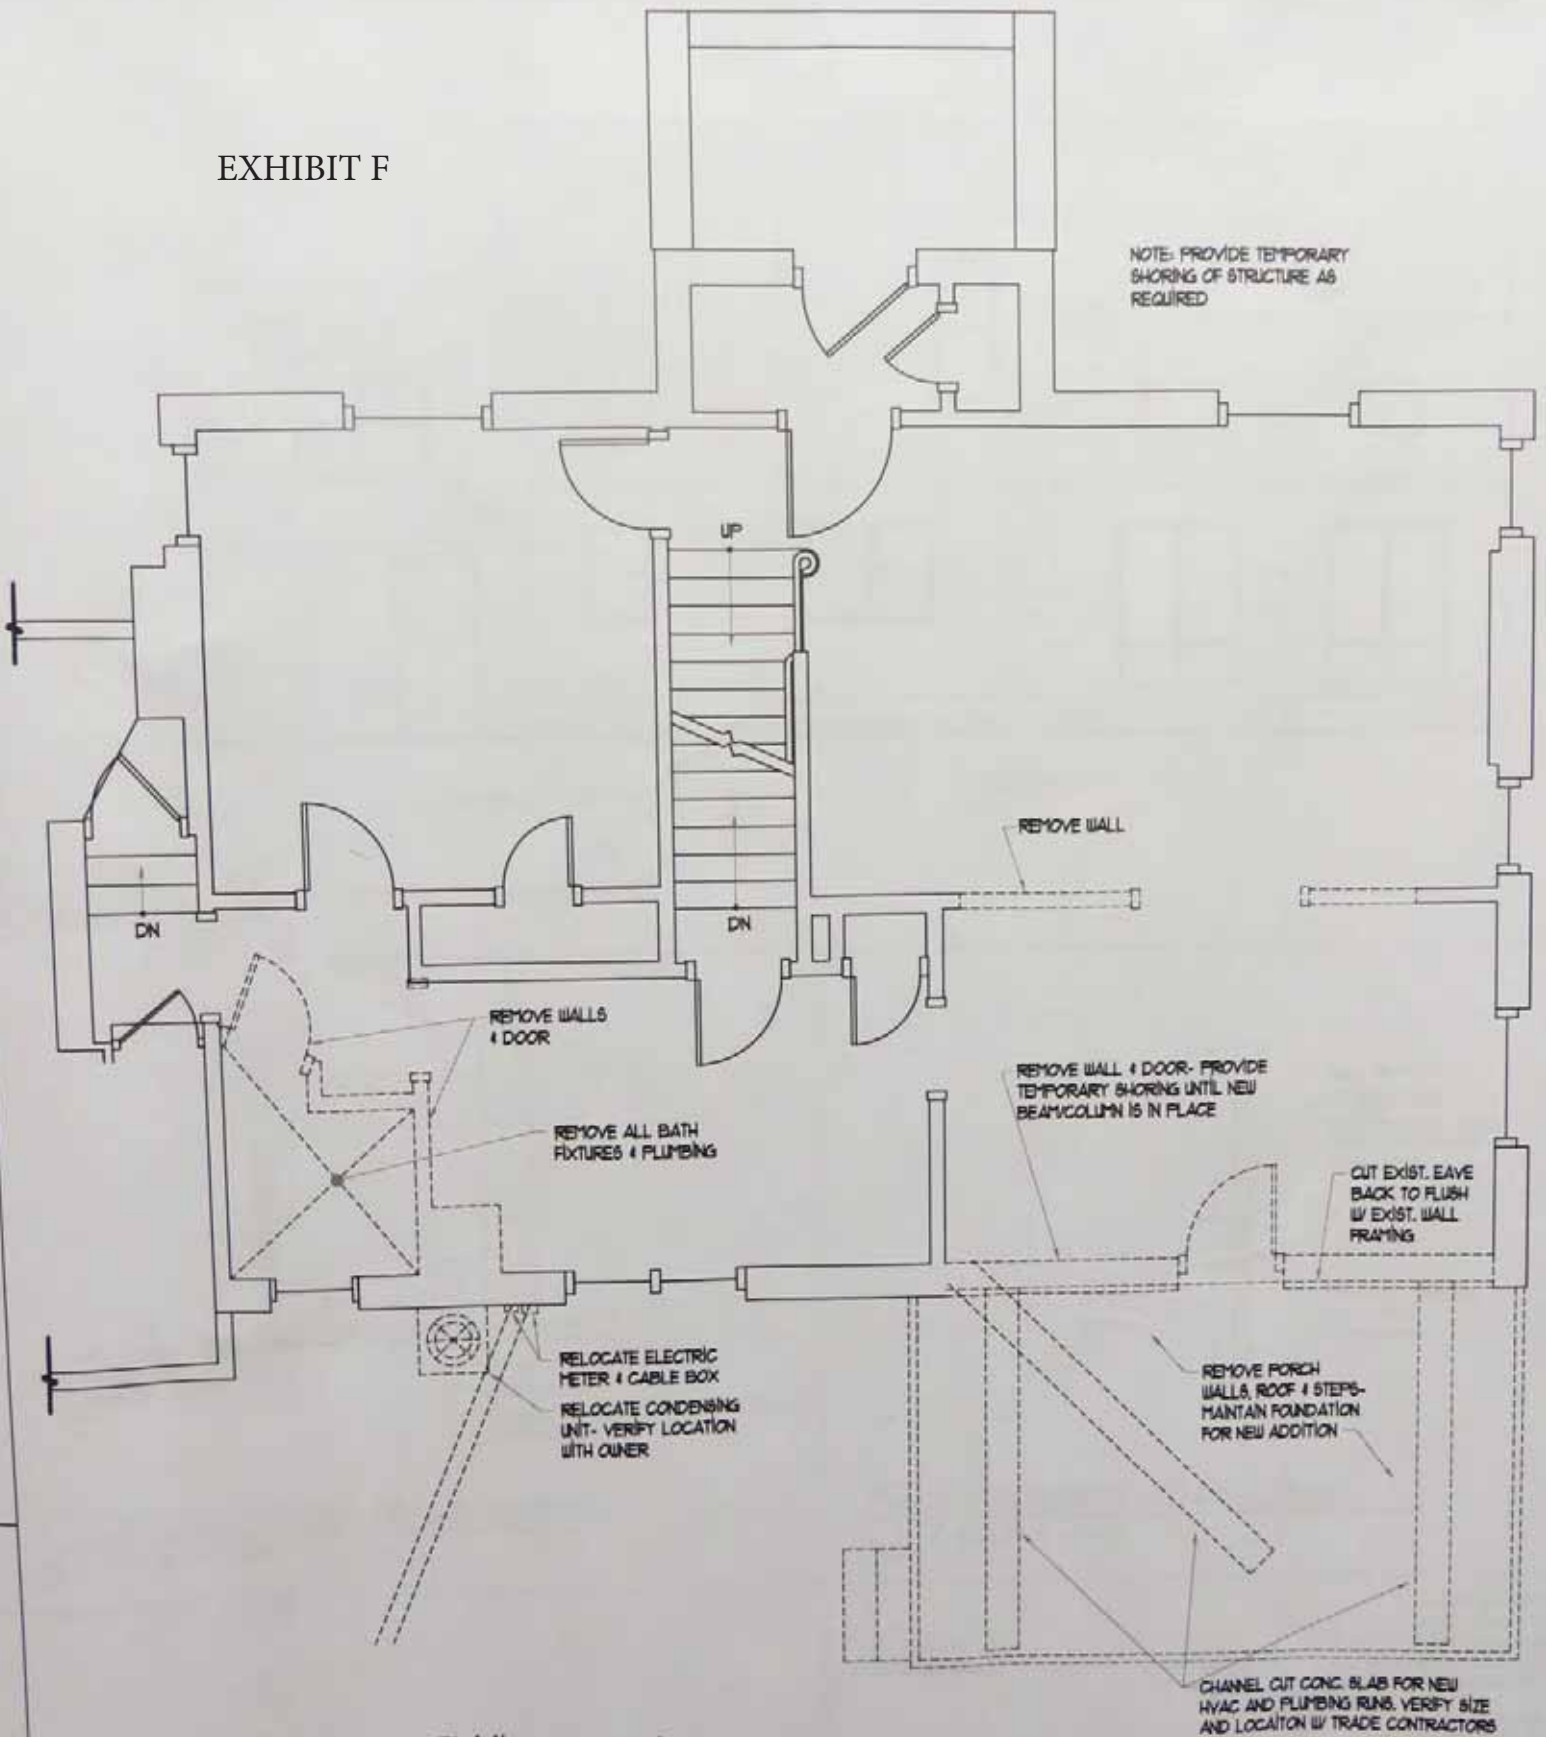 EXHIBIT F
NOTE: PROVIDE TEMPORARY
SHORING OF STRUCTURE AS
REQUIRED
UP
REMOVE WALL
DN
DN
REMOVE WALLS
& DOOR
REMOVE WALL & DOOR- PROVIDE
TEMPORARY SHORING UNTIL NEW
BEAM/COLUMN IS IN PLACE
REMOVE ALL BATH
FIXTURES & PLUMBING
CUT EXIST. EAVE
BACK TO FLUSH
W/ EXIST. WALL
FRAMING
RELOCATE ELECTRIC
METER & CABLE BOX
RELOCATE CONDENSING
UNIT- VERIFY LOCATION
WITH OWNER
REMOVE PORCH
WALLS, ROOF & STEPS-
MAINTAIN FOUNDATION
FOR NEW ADDITION
CHANNEL CUT CONC. SLAB FOR NEW
HVAC AND PLUMBING RUNS. VERIFY SIZE
AND LOCAITON W/ TRADE CONTRACTORS